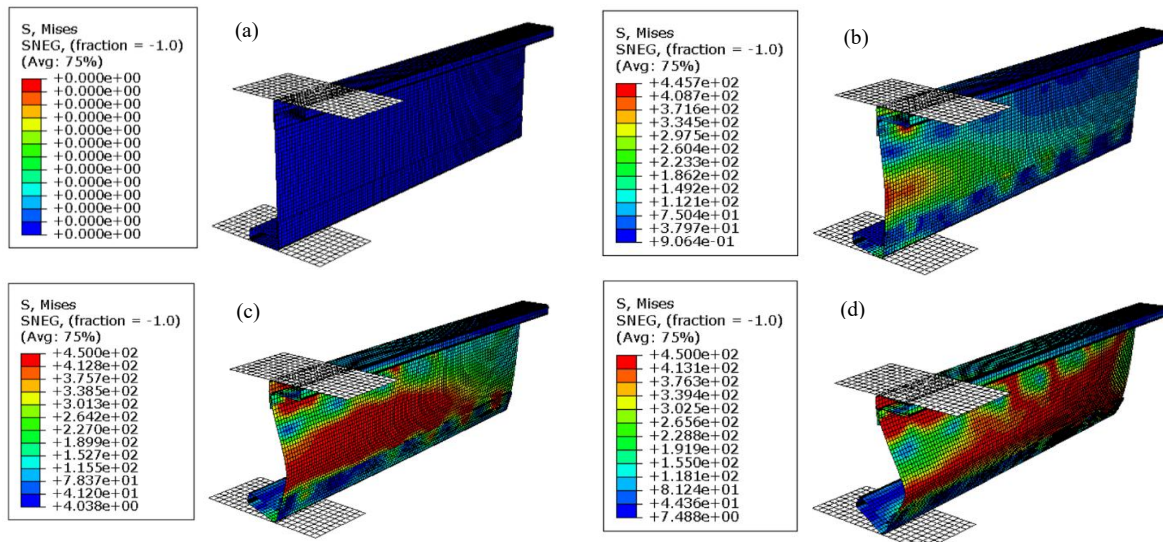 S, Mises
SNEG, (fraction = -1.0)
(Avg: 75%)
+0.000e+00
+0.000e+00
+0.000e+00
+0.000e+00
+0.000e+00
+0.000e+00
+0.000e+00
+0.000e+00
+0.000e+00
+0.000e+00
+0.000e+00
+0.000e+00
+0.000e+00
(a)
S, Mises
SNEG, (fraction = -1.0)
(Avg: 75%)
+4.457e+02
+4.087e+02
+3.716e+02
+3.345e+02
+2.975e+02
+2.604e+02
+2.233e+02
+1.862e+02
+1.492e+02
+1.121e+02
+7.504e+01
+3.797e+01
+9.064e-01
(b)
S, Mises
SNEG, (fraction = -1.0)
(Avg: 75%)
+4.500e+02
+4.128e+02
+3.757e+02
+3.385e+02
+3.013e+02
+2.642e+02
+2.270e+02
+1.899e+02
+1.527e+02
+1.155e+02
+7.837e+01
+4.120e+01
+4.038e+00
(c)
S, Mises
SNEG, (fraction = -1.0)
(Avg: 75%)
+4.500e+02
+4.131e+02
+3.763e+02
+3.394e+02
+3.025e+02
+2.656e+02
+2.288e+02
+1.919e+02
+1.550e+02
+1.181e+02
+8.124e+01
+4.436e+01
+7.488e+00
(d)